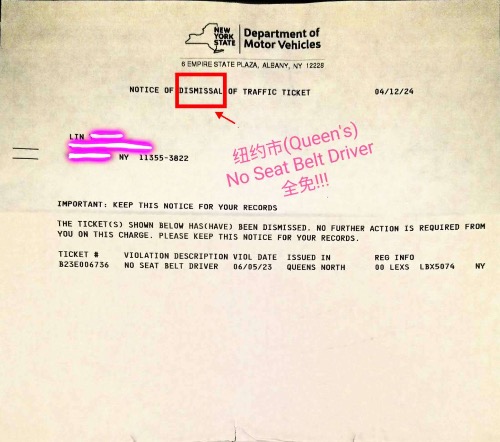 NEW
YORK
STATE
Department of
Motor Vehicles
6 EMPIRE STATE PLAZA, ALBANY, NY 12228
NOTICE OF DISMISSAL OF TRAFFIC TICKET 04/12/24
LIN
NY 11355-3822
纽约市(Queen's)
No Seat Belt Driver
全免!!!
IMPORTANT: KEEP THIS NOTICE FOR YOUR RECORDS
THE TICKET(S) SHOWN BELOW HAS(HAVE) BEEN DISMISSED. NO FURTHER ACTION IS REQUIRED FROM
YOU ON THIS CHARGE. PLEASE KEEP THIS NOTICE FOR YOUR RECORDS.
TICKET # VIOLATION DESCRIPTION VIOL DATE ISSUED IN REG INFO
B23E006736 NO SEAT BELT DRIVER 06/05/23 QUEENS NORTH 00 LEXS LBX5074 NY